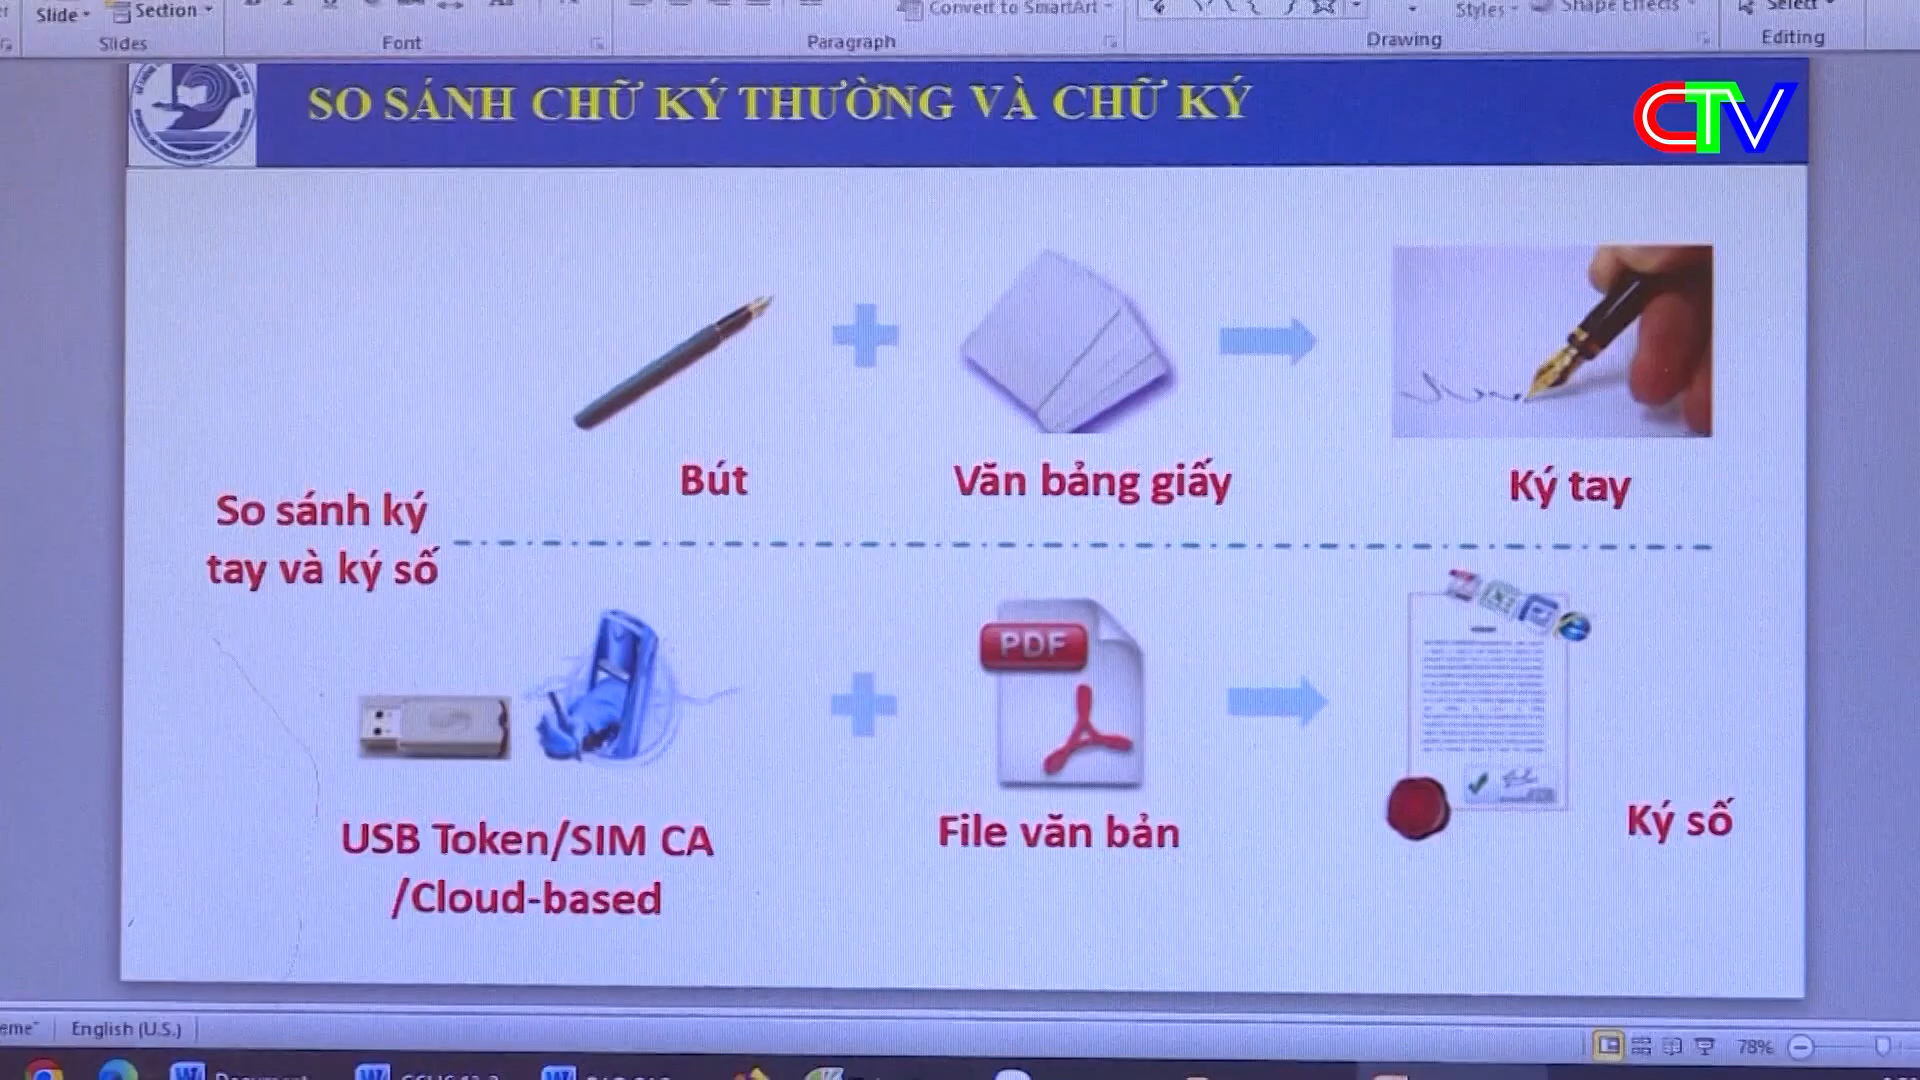 Slide
Section
Convert to SmartArt
Styles
Shape Effects
Select
Slides
Font
Paragraph
Drawing
Editing
SO SÁNH CHỮ KÝ THƯỜNG VÀ CHỮ KÝ
CTV
Bút
Văn bảng giấy
Ký tay
So sánh ký
tay và ký số
PDF
USB Token/SIM CA
/Cloud-based
File văn bản
Ký số
English (U.S.)
78%